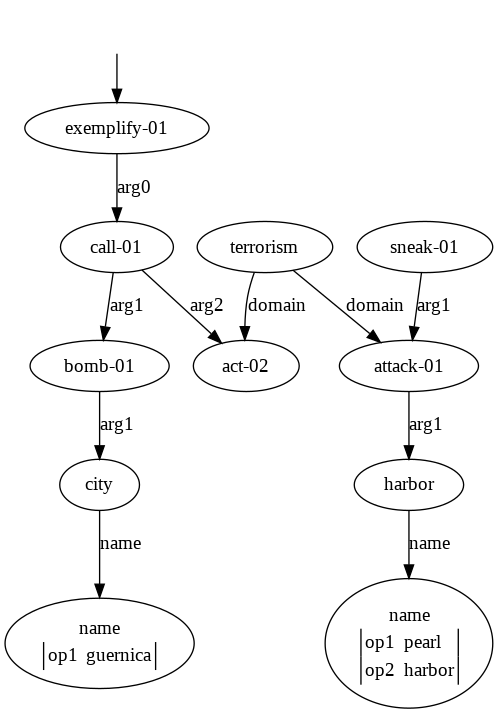 exemplify-01
arg0
call-01
terrorism
sneak-01
arg1
arg2
domain
domain
arg1
bomb-01
act-02
attack-01
arg1
arg1
city
harbor
name
name
name
op1 guernica
name
op1 pearl
op2 harbor